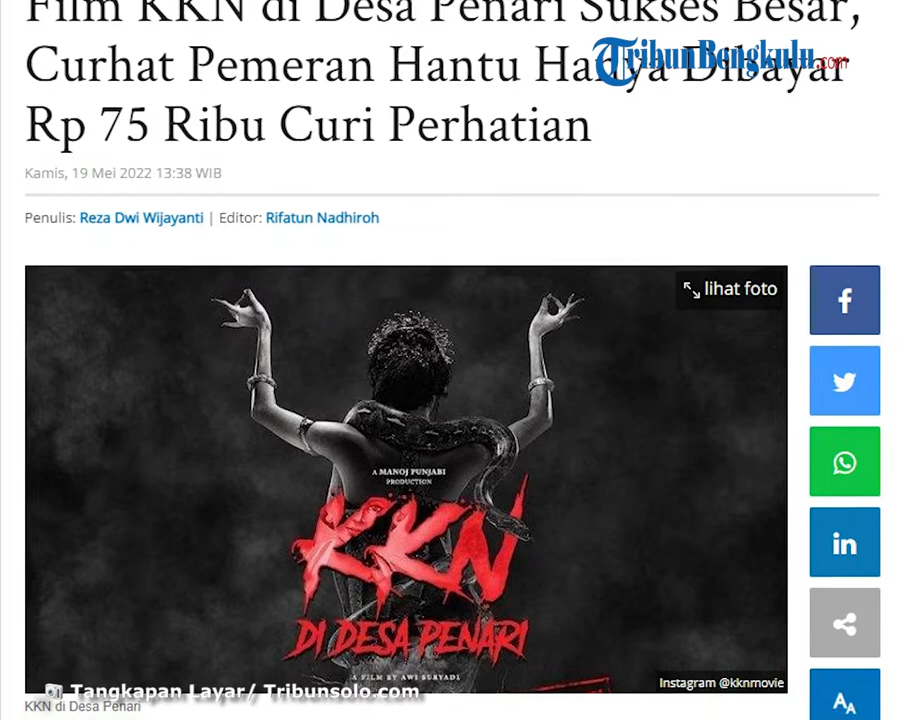 Film KKN di Desa Penari Sukses Besar,
Curhat Pemeran Hantu Hanya Dibayar
TribunBengkulu.com
Rp 75 Ribu Curi Perhatian
Kamis, 19 Mei 2022 13:38 WIB
Penulis: Reza Dwi Wijayanti | Editor: Rifatun Nadhiroh
lihat foto
A MANOJ PUNJABI
PRODUCTION
KKN
DI DESA PENARI
A FILM BY AWI SURYADI
Instagram @kknmovie
Tangkapan Layar/ Tribunsolo.com
KKN di Desa Penari
f
in
AA